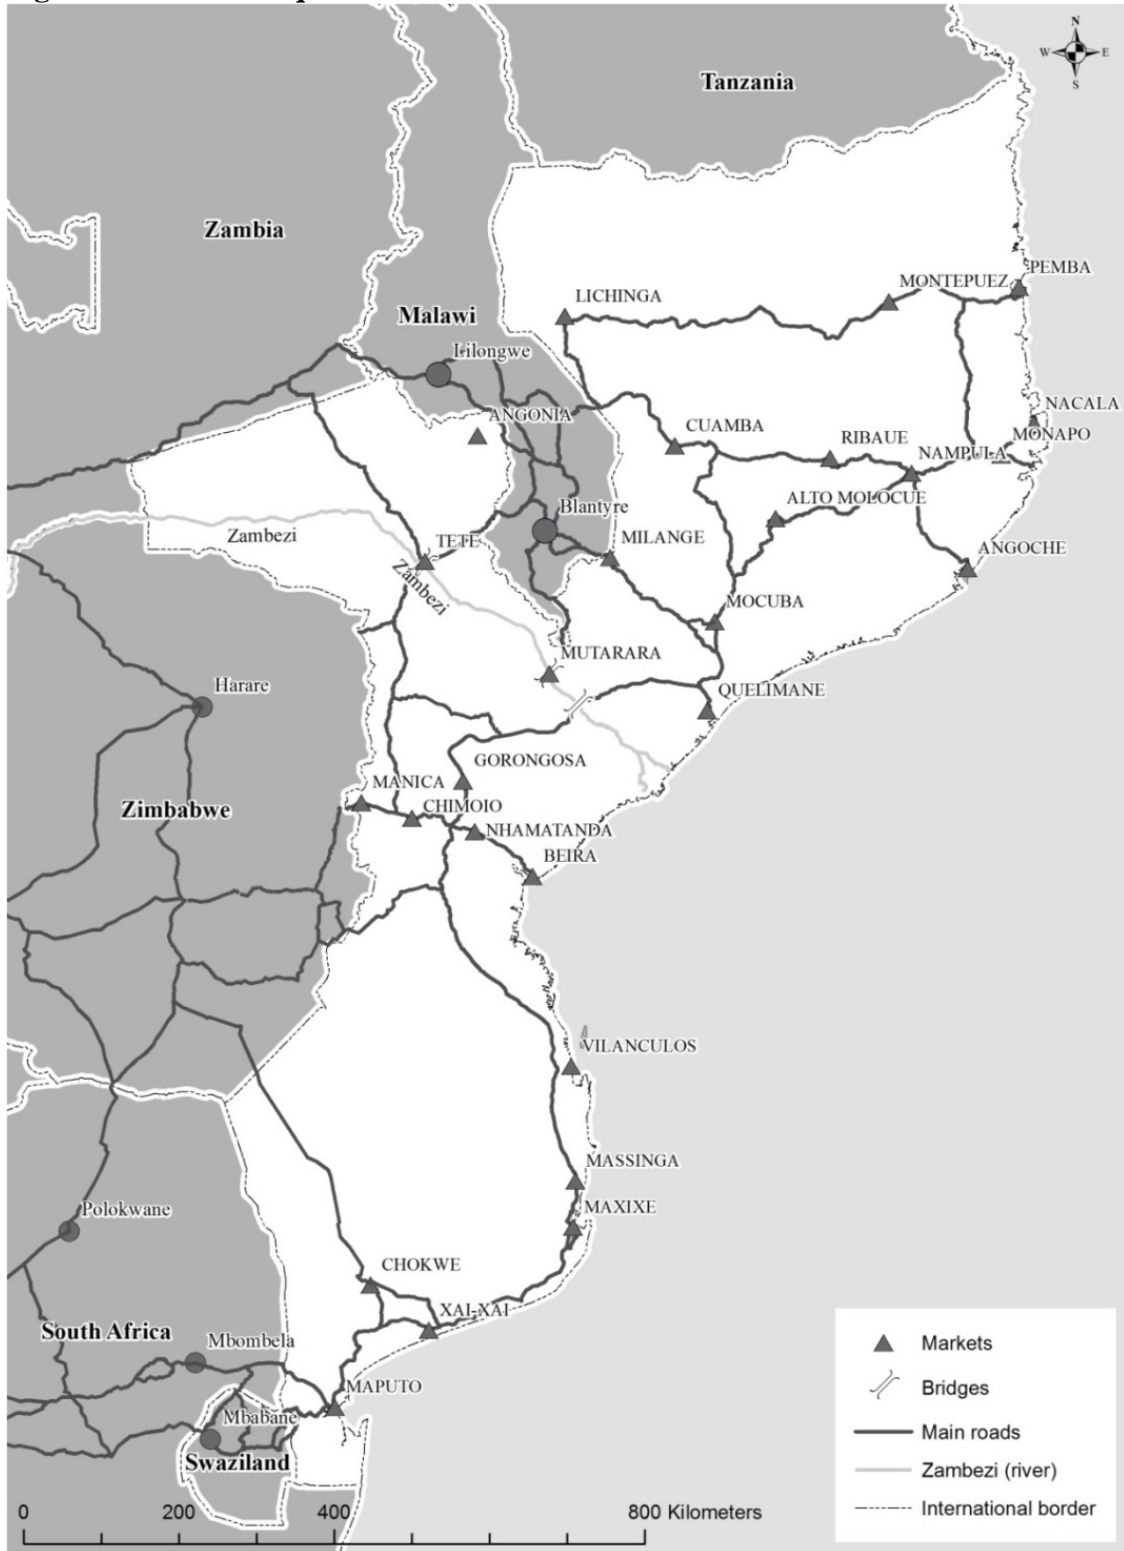 N
W E
S
Tanzania
Zambia
PEMBA
MONTEPUEZ
LICHINGA
Malawi
Lilongwe
NACALA
ANGONIA
CUAMBA
MONAPO
RIBAUE
NAMPULA
ALTO MOLOCUE
Blantyre
Zambezi
TETE
MILANGE
ANGOCHE
Zambezi
MOCUBA
MUTARARA
Harare
QUELIMANE
GORONGOSA
MANICA
CHIMOIO
Zimbabwe
NHAMATANDA
BEIRA
VILANCULOS
MASSINGA
Polokwane
MAXIXE
CHOKWE
XAI-XAI
South Africa
Mbombela
MAPUTO
Mbabane
Swaziland
Markets
Bridges
Main roads
Zambezi (river)
International border
0 200 400 800 Kilometers